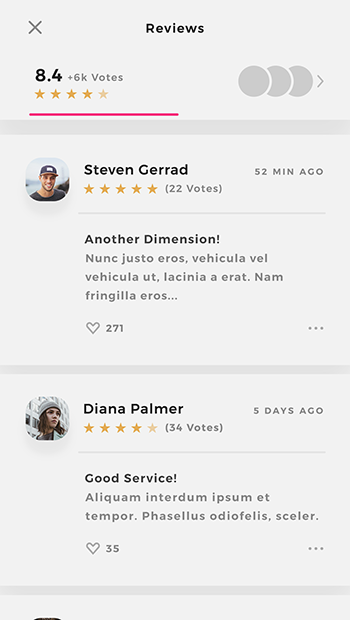 Reviews
8.4 +6k Votes
Steven Gerrad
52 MIN AGO
(22 Votes)
Another Dimension!
Nunc justo eros, vehicula vel
vehicula ut, lacinia a erat. Nam
fringilla eros...
271
Diana Palmer
5 DAYS AGO
(34 Votes)
Good Service!
Aliquam interdum ipsum et
tempor. Phasellus odiofelis, sceler.
35